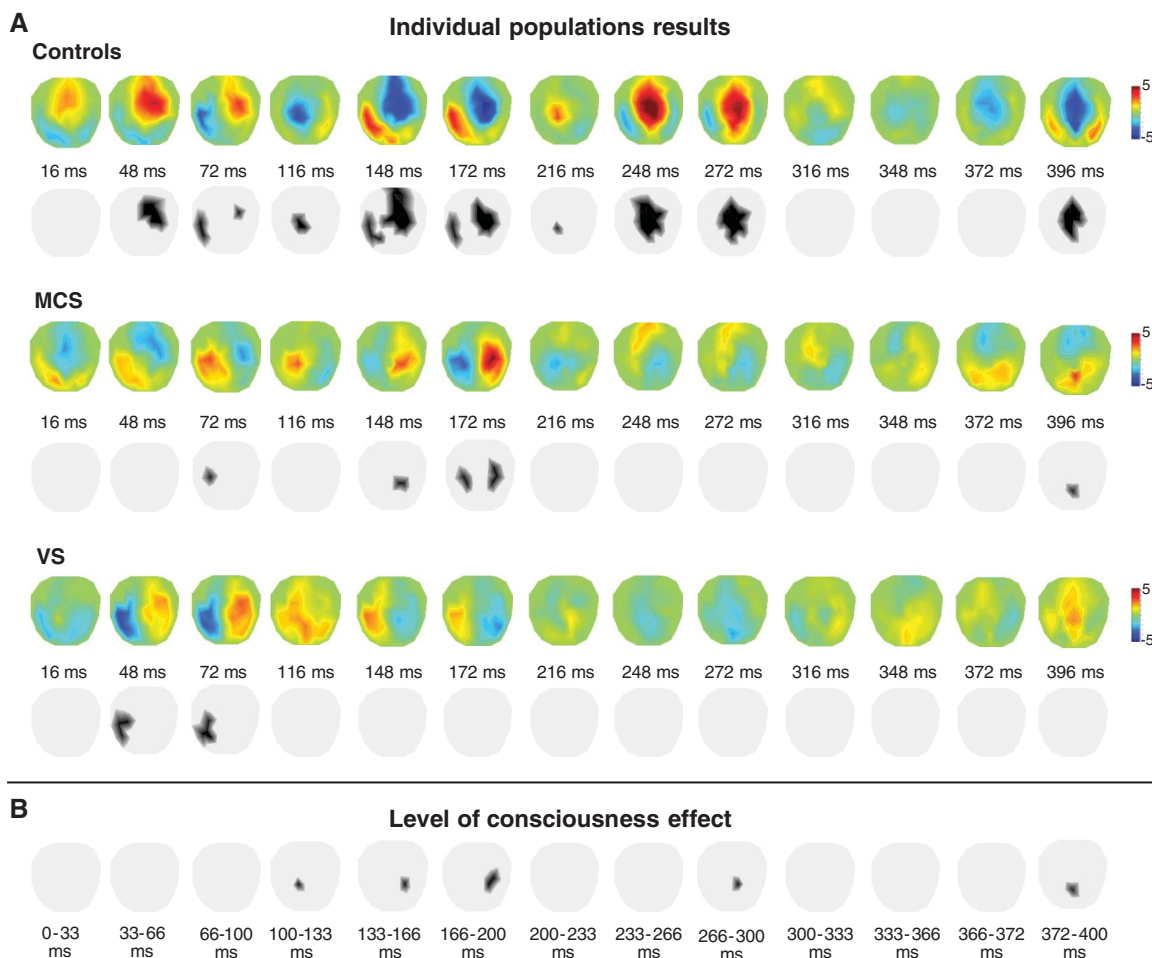 A
Individual populations results
Controls
5
-5
16 ms 48 ms 72 ms 116 ms 148 ms 172 ms 216 ms 248 ms 272 ms 316 ms 348 ms 372 ms 396 ms
MCS
5
-5
16 ms 48 ms 72 ms 116 ms 148 ms 172 ms 216 ms 248 ms 272 ms 316 ms 348 ms 372 ms 396 ms
VS
5
-5
16 ms 48 ms 72 ms 116 ms 148 ms 172 ms 216 ms 248 ms 272 ms 316 ms 348 ms 372 ms 396 ms
B
Level of consciousness effect
0-33 33-66 66-100 100-133 133-166 166-200 200-233 233-266 266-300 300-333 333-366 366-372 372-400
ms ms ms ms ms ms ms ms ms ms ms ms ms